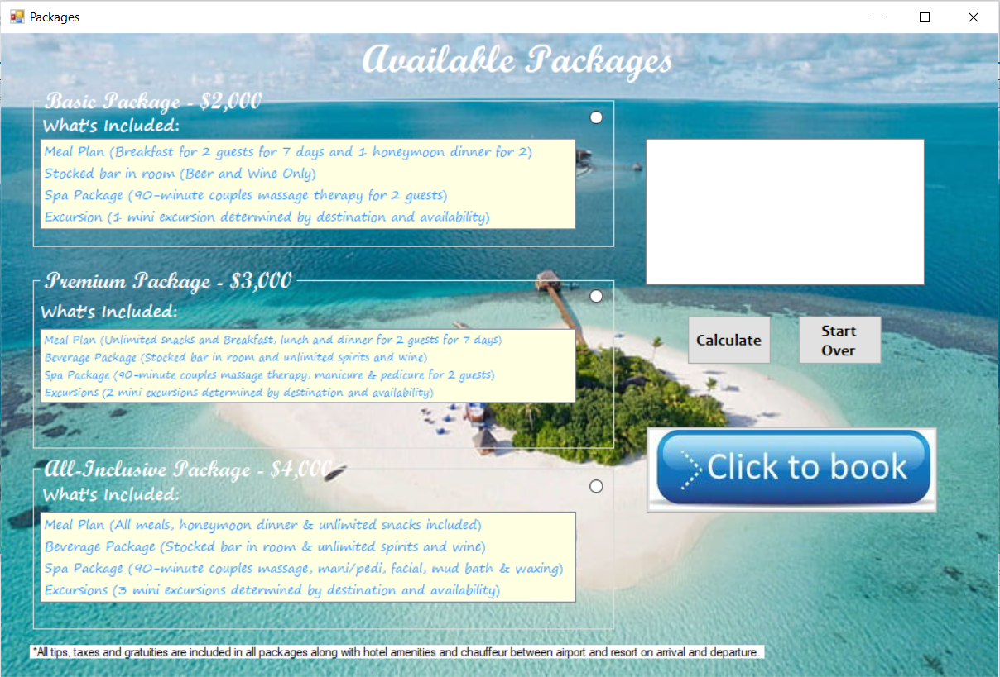 Packages
Available Packages
Basic Package - $2,000
What's Included:
Meal Plan (Breakfast for 2 guests for 7 days and 1 honeymoon dinner for 2)
Stocked bar in room (Beer and Wine Only)
Spa Package (90-minute couples massage therapy for 2 guests)
Excursion (1 mini excursion determined by destination and availability)
Premium Package - $3,000
What's Included:
Meal Plan (Unlimited snacks and Breakfast, lunch and dinner for 2 guests for 7 days)
Beverage Package (Stocked bar in room and unlimited spirits and Wine)
Spa Package (90-minute couples massage therapy, manicure & pedicure for 2 guests)
Excursions (2 mini excursions determined by destination and availability)
Calculate
Start
Over
All-Inclusive Package - $4,000
What's Included:
Meal Plan (All meals, honeymoon dinner & unlimited snacks included)
Beverage Package (Stocked bar in room & unlimited spirits and wine)
Spa Package (90-minute couples massage, mani/pedi, facial, mud bath & waxing)
Excursions (3 mini excursions determined by destination and availability)
Click to book
*All tips, taxes and gratuities are included in all packages along with hotel amenities and chauffeur between airport and resort on arrival and departure.